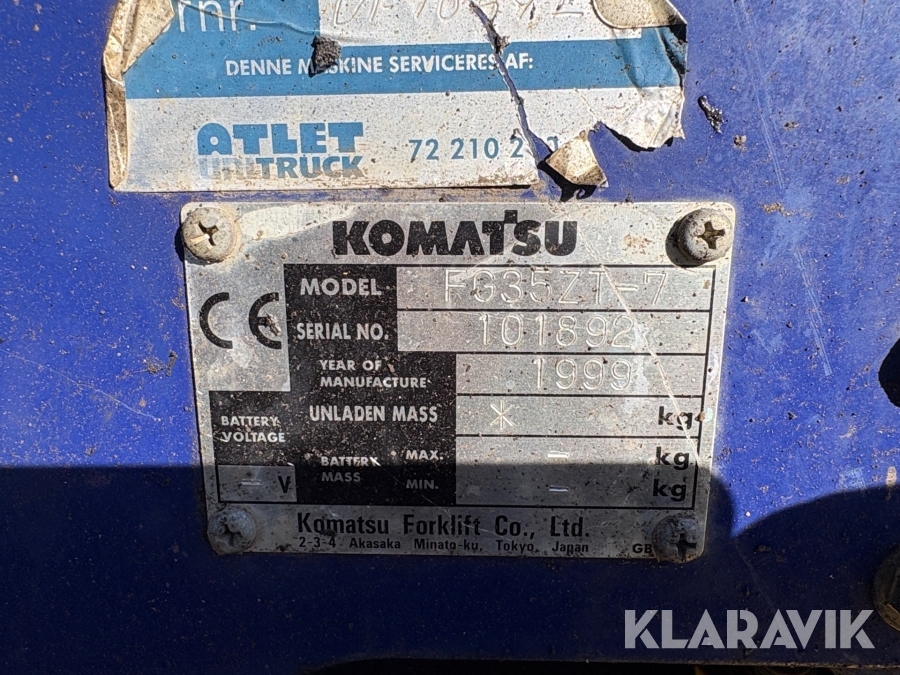 DENNE MASKINE SERVICERES AF:
ATLET
UNITRUCK
72 210 2
KOMATSU
CE
MODEL FG35ZT-7
SERIAL NO. 101892
YEAR OF
MANUFACTURE 1999
UNLADEN MASS * kg
BATTERY
VOLTAGE
- V
BATTERY
MASS
MAX. - kg
MIN. - kg
Komatsu Forklift Co., Ltd.
2-3-4 Akasaka Minato-ku, Tokyo, Japan
GB
KLARAVIK